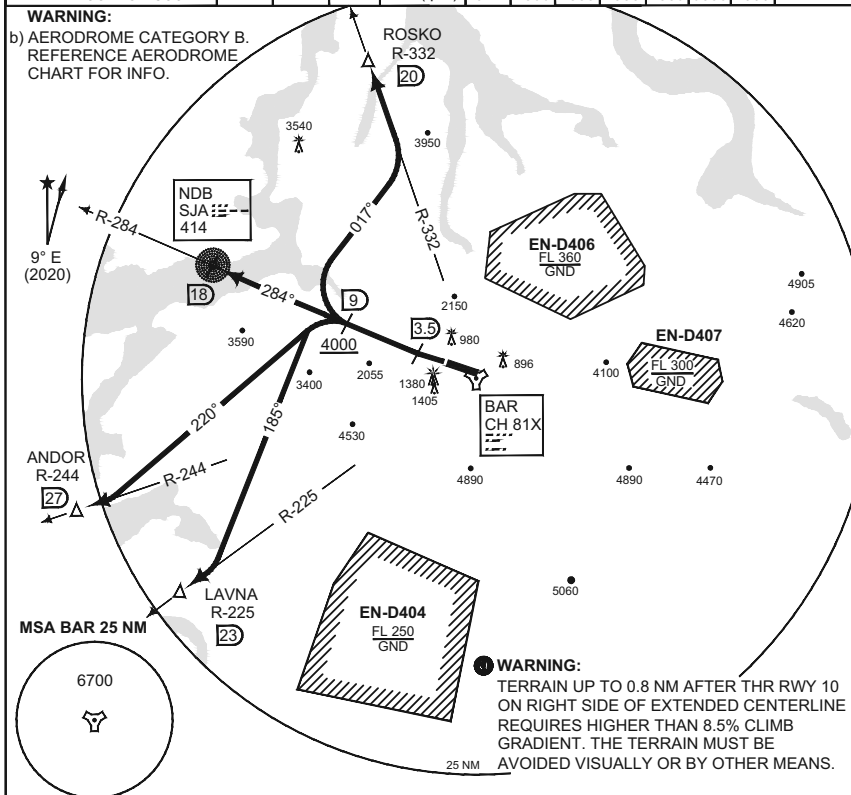 WARNING:
b) AERODROME CATEGORY B.
REFERENCE AERODROME
CHART FOR INFO.
ROSKO
R-332
20
3540
3950
NDB
SJA
414
R-284
9° E
(2020)
18
284°
017°
R-332
9
4000
3.5
2150
980
896
3590
3400
2055
1380
1405
BAR
CH 81X
EN-D406
FL 360
GND
4905
4620
EN-D407
FL 300
GND
4100
220°
185°
4530
4890
4890
4470
ANDOR
R-244
27
R-244
R-225
LAVNA
R-225
23
EN-D404
FL 250
GND
5060
MSA BAR 25 NM
6700
WARNING:
TERRAIN UP TO 0.8 NM AFTER THR RWY 10
ON RIGHT SIDE OF EXTENDED CENTERLINE
REQUIRES HIGHER THAN 8.5% CLIMB
GRADIENT. THE TERRAIN MUST BE
AVOIDED VISUALLY OR BY OTHER MEANS.
25 NM